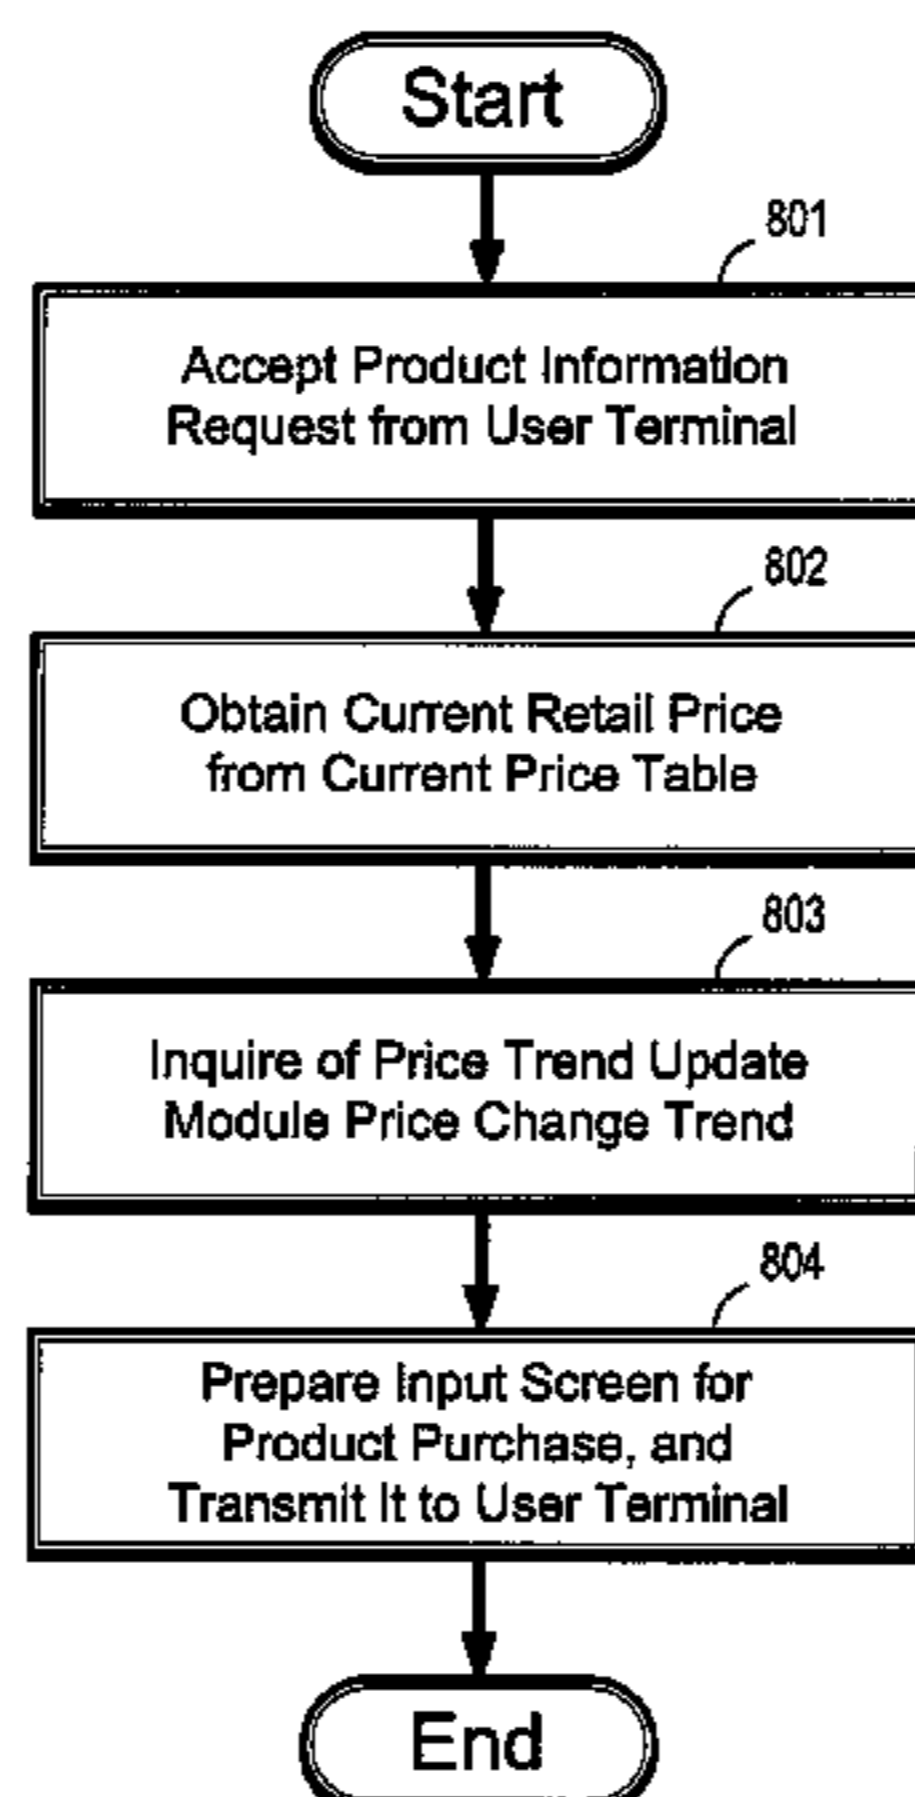 Start
801
Accept Product Information
Request from User Terminal
802
Obtain Current Retail Price
from Current Price Table
803
Inquire of Price Trend Update
Module Price Change Trend
804
Prepare Input Screen for
Product Purchase, and
Transmit It to User Terminal
End